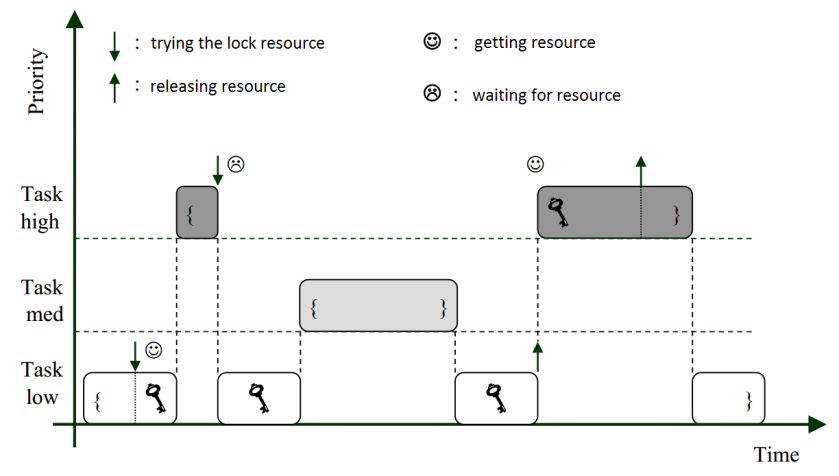 : trying the lock resource
: getting resource
: releasing resource
: waiting for resource
Priority
Task
high
{
{
}
Task
med
{
}
Task
low
{
}
Time